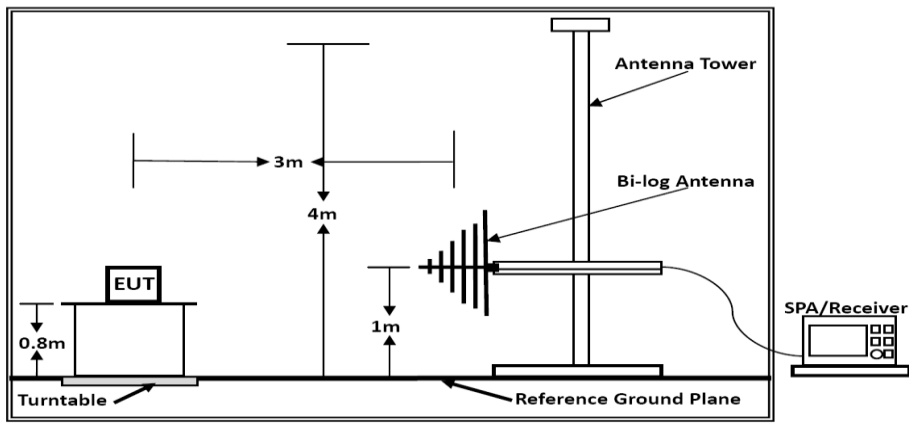 Antenna Tower
3m
Bi-log Antenna
4m
EUT
SPA/Receiver
1m
0.8m
Turntable
Reference Ground Plane